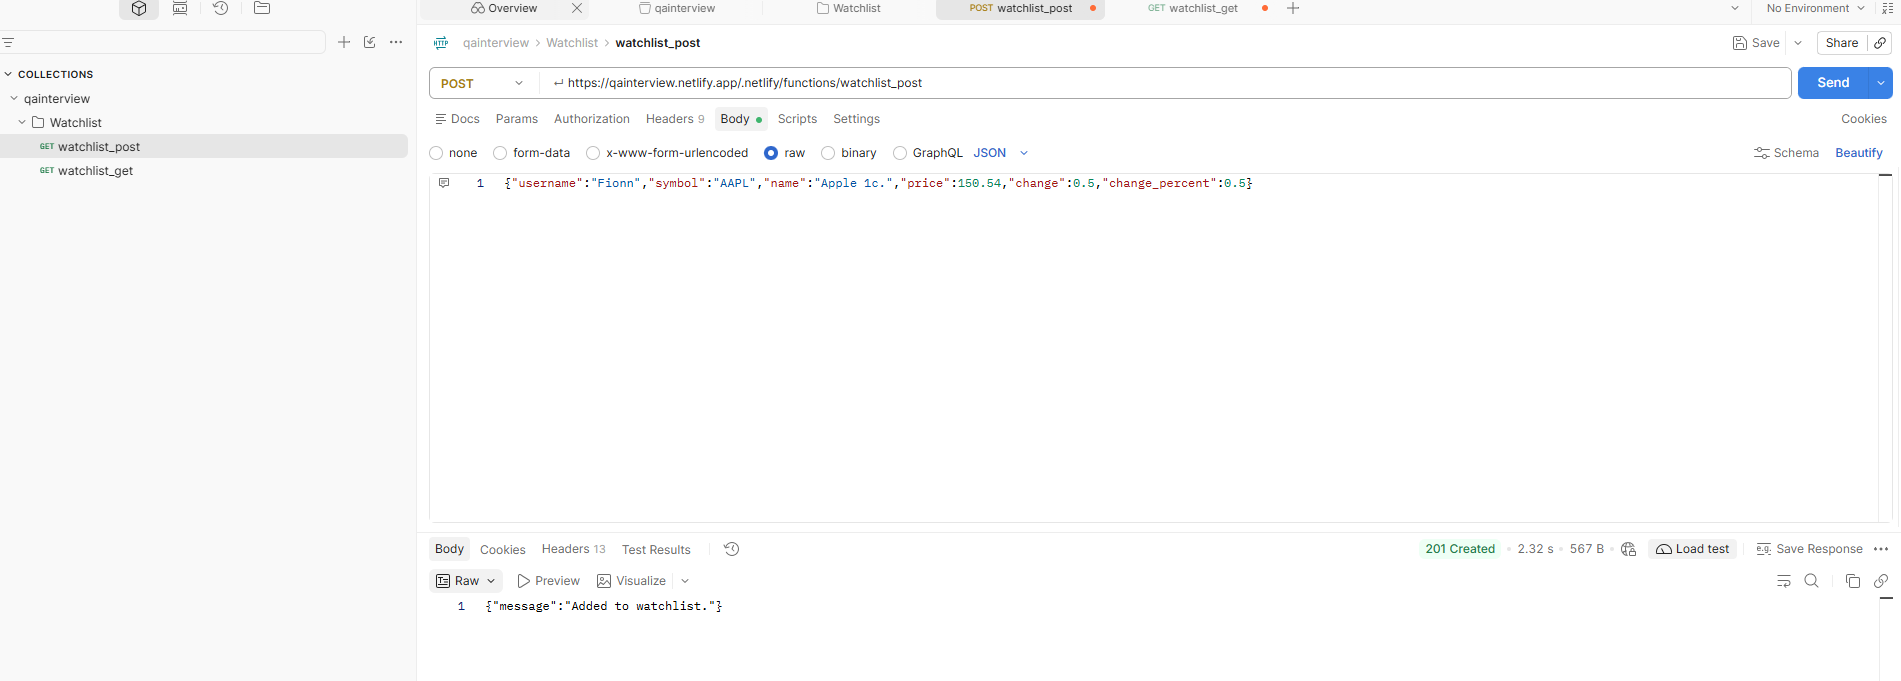 Overview
qainterview
Watchlist
POST watchlist_post
GET watchlist_get
No Environment
qainterview > Watchlist > watchlist_post
Save
Share
COLLECTIONS
qainterview
Watchlist
GET watchlist_post
GET watchlist_get
POST
https://qainterview.netlify.app/.netlify/functions/watchlist_post
Send
Docs Params Authorization Headers 9 Body Scripts Settings
Cookies
none form-data x-www-form-urlencoded raw binary GraphQL JSON
Schema Beautify
1 {"username":"Fionn","symbol":"AAPL","name":"Apple 1c.","price":150.54,"change":0.5,"change_percent":0.5}
Body Cookies Headers 13 Test Results
201 Created • 2.32 s • 567 B
Load test
e.g. Save Response
Raw Preview Visualize
1 {"message":"Added to watchlist."}